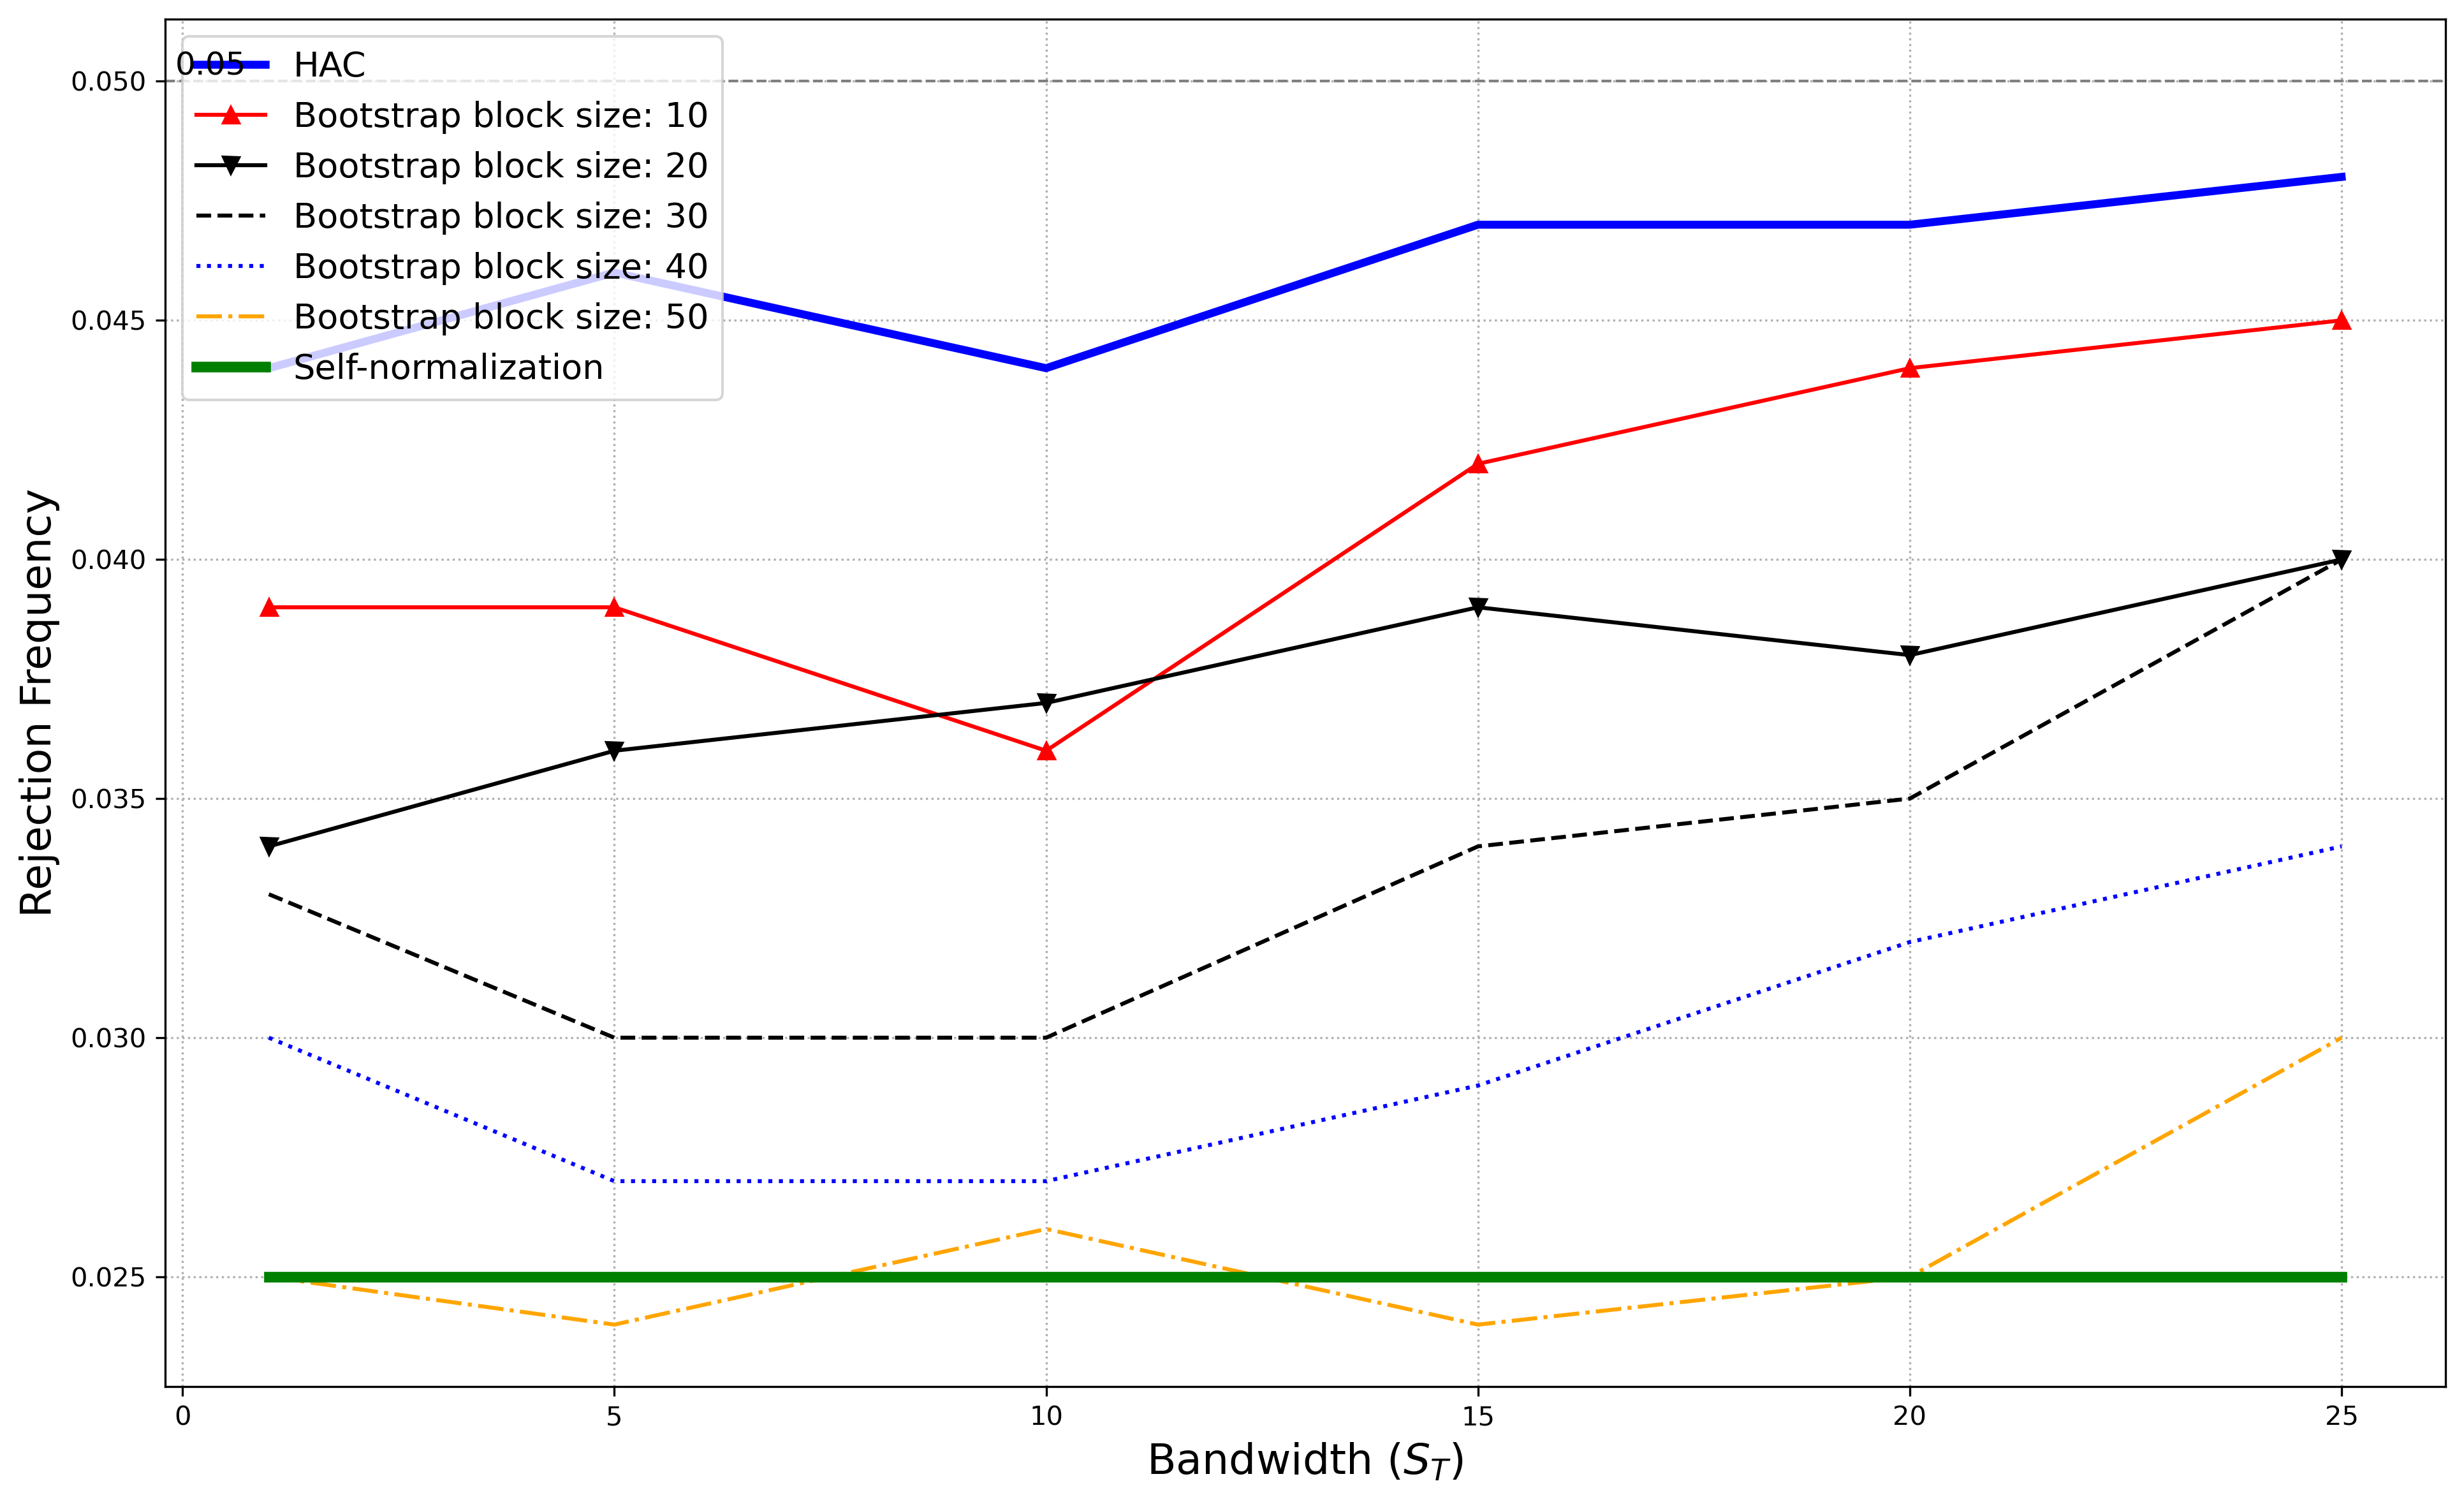 0.05
HAC
Bootstrap block size: 10
Bootstrap block size: 20
Bootstrap block size: 30
Bootstrap block size: 40
Bootstrap block size: 50
Self-normalization
Rejection Frequency
0.050
0.045
0.040
0.035
0.030
0.025
0 5 10 15 20 25
Bandwidth (S_T)